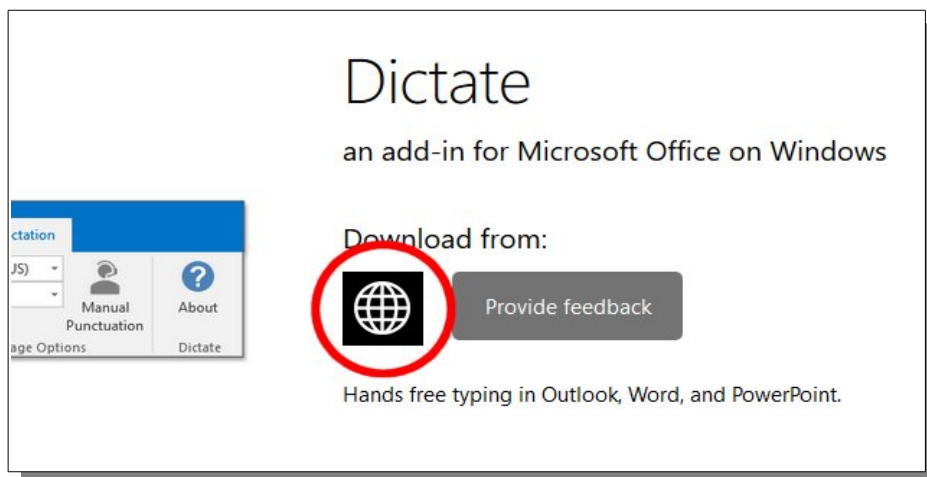 Dictate
an add-in for Microsoft Office on Windows
Download from:
Provide feedback
Hands free typing in Outlook, Word, and PowerPoint.
ctation
JS)
Manual
Punctuation
About
age Options
Dictate